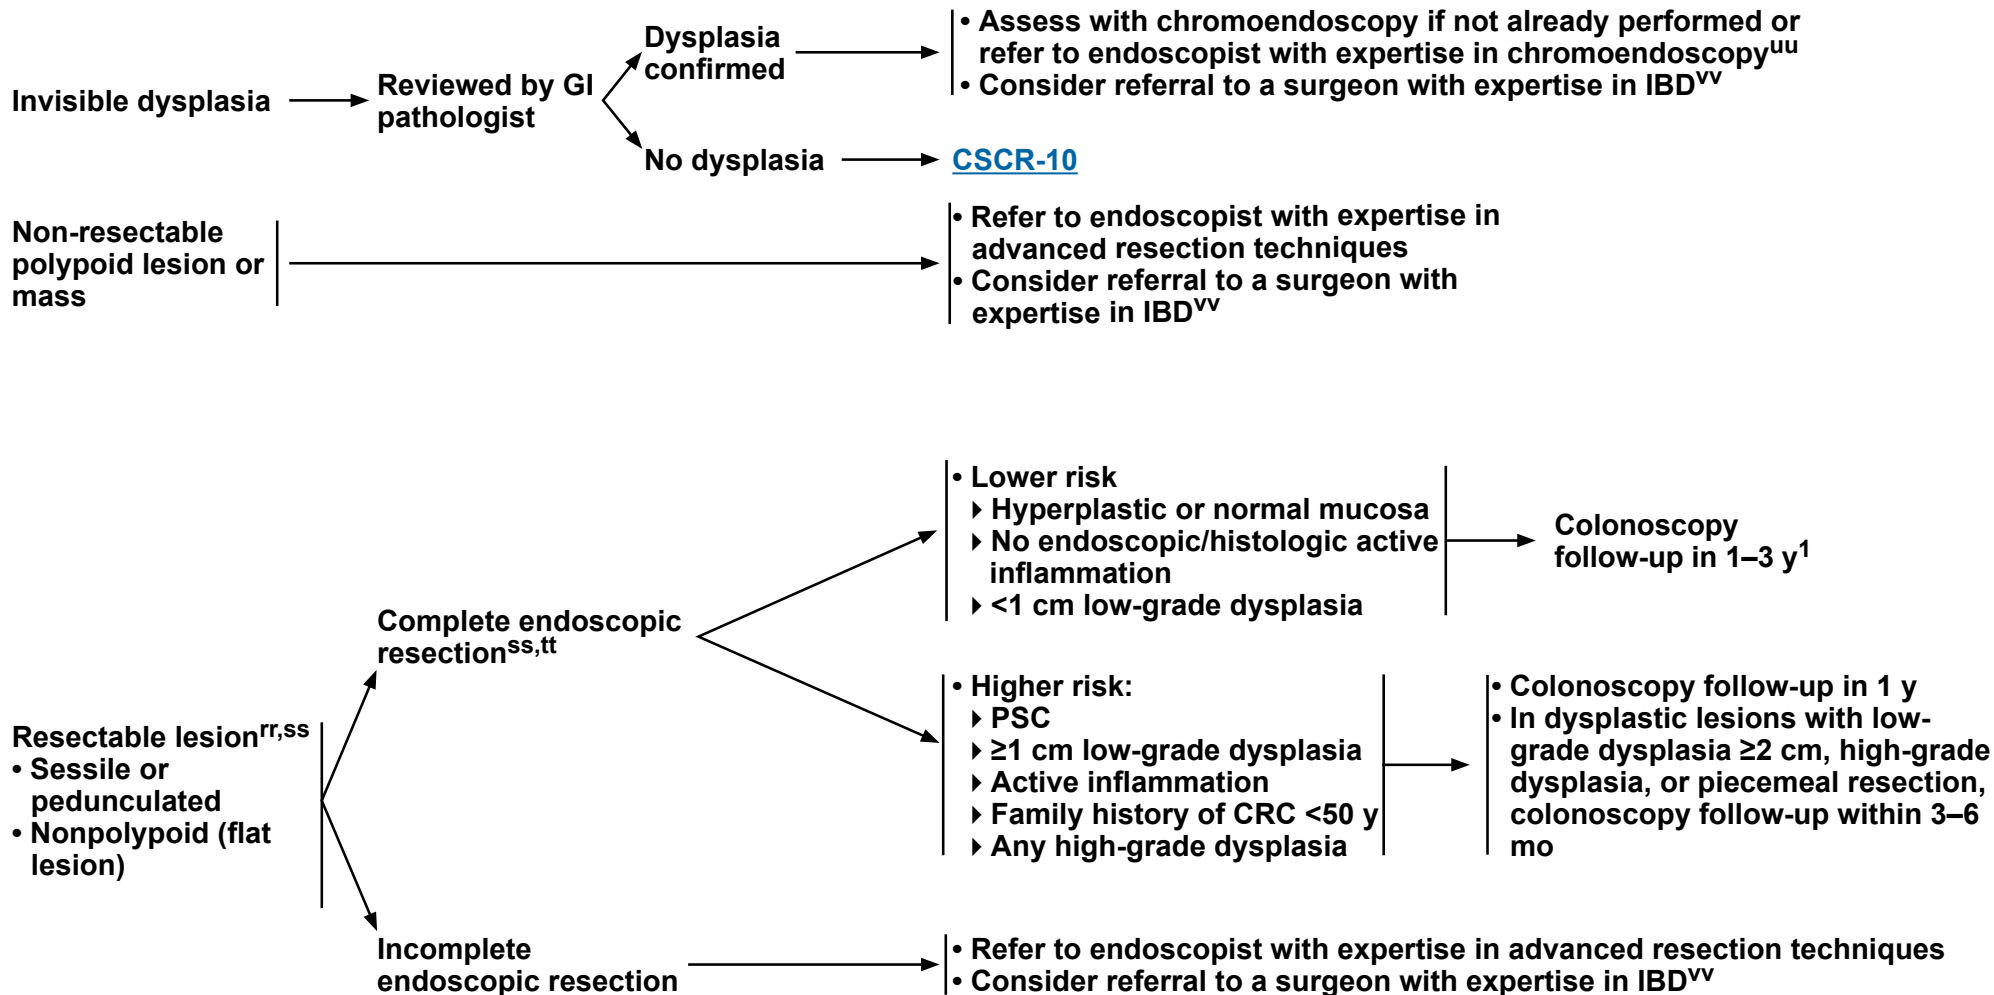 Invisible dysplasia
Reviewed by GI
pathologist
Dysplasia
confirmed
• Assess with chromoendoscopy if not already performed or
refer to endoscopist with expertise in chromoendoscopyuu
• Consider referral to a surgeon with expertise in IBDvv
No dysplasia
CSCR-10
Non-resectable
polypoid lesion or
mass
• Refer to endoscopist with expertise in
advanced resection techniques
• Consider referral to a surgeon with
expertise in IBDvv
Resectable lesionrr,ss
• Sessile or
pedunculated
• Nonpolypoid (flat
lesion)
Complete endoscopic
resectionss,tt
• Lower risk
‣ Hyperplastic or normal mucosa
‣ No endoscopic/histologic active
inflammation
‣ <1 cm low-grade dysplasia
Colonoscopy
follow-up in 1–3 y1
• Higher risk:
‣ PSC
‣ ≥1 cm low-grade dysplasia
‣ Active inflammation
‣ Family history of CRC <50 y
‣ Any high-grade dysplasia
• Colonoscopy follow-up in 1 y
• In dysplastic lesions with low-
grade dysplasia ≥2 cm, high-grade
dysplasia, or piecemeal resection,
colonoscopy follow-up within 3–6
mo
Incomplete
endoscopic resection
• Refer to endoscopist with expertise in advanced resection techniques
• Consider referral to a surgeon with expertise in IBDvv